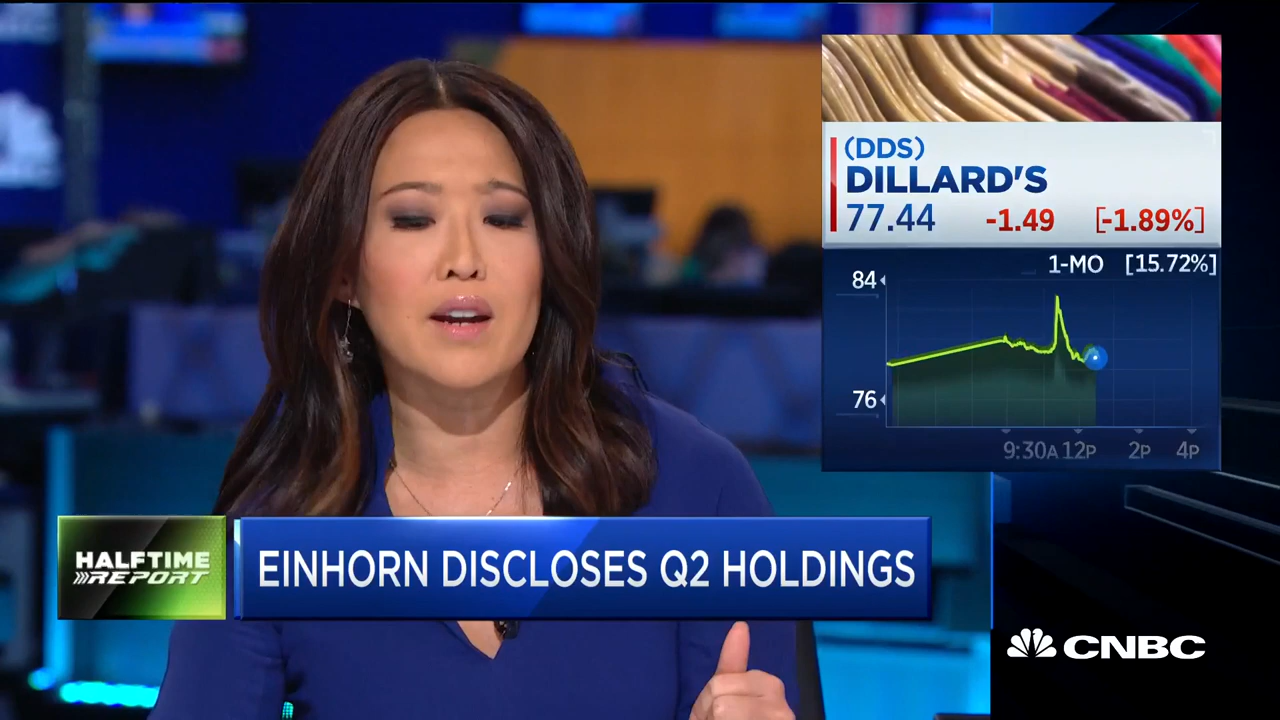 (DDS)
DILLARD'S
77.44 -1.49 [-1.89%]
1-MO [15.72%]
84
76
9:30A 12P 2P 4P
HALFTIME
REPORT
EINHORN DISCLOSES Q2 HOLDINGS
CNBC